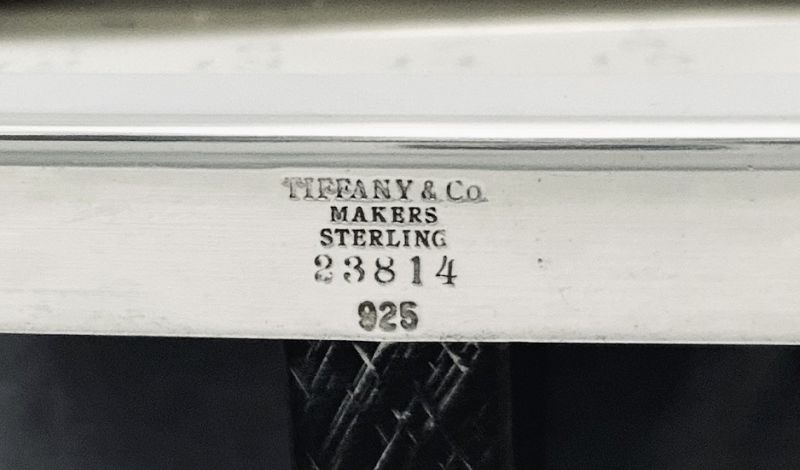 TIFFANY & Co.
MAKERS
STERLING
23814
925